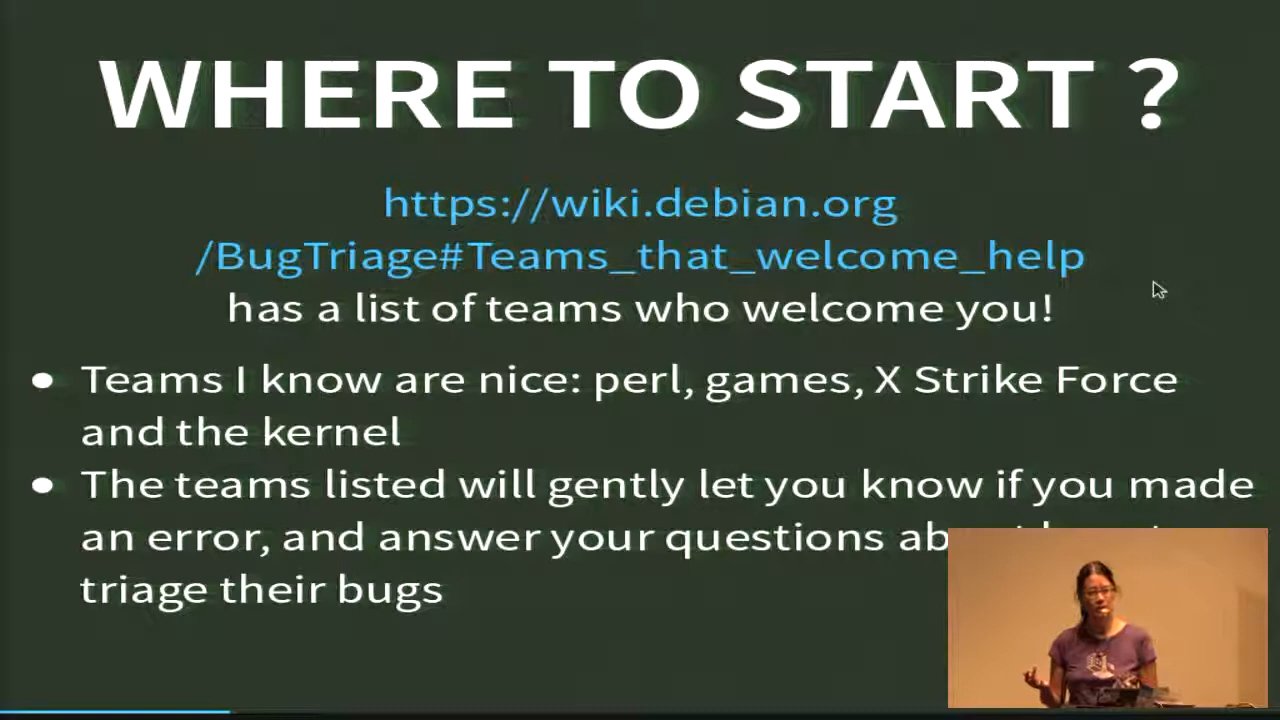 WHERE TO START ?
https://wiki.debian.org
/BugTriage#Teams_that_welcome_help
has a list of teams who welcome you!
• Teams I know are nice: perl, games, X Strike Force
and the kernel
• The teams listed will gently let you know if you made
an error, and answer your questions
triage their bugs